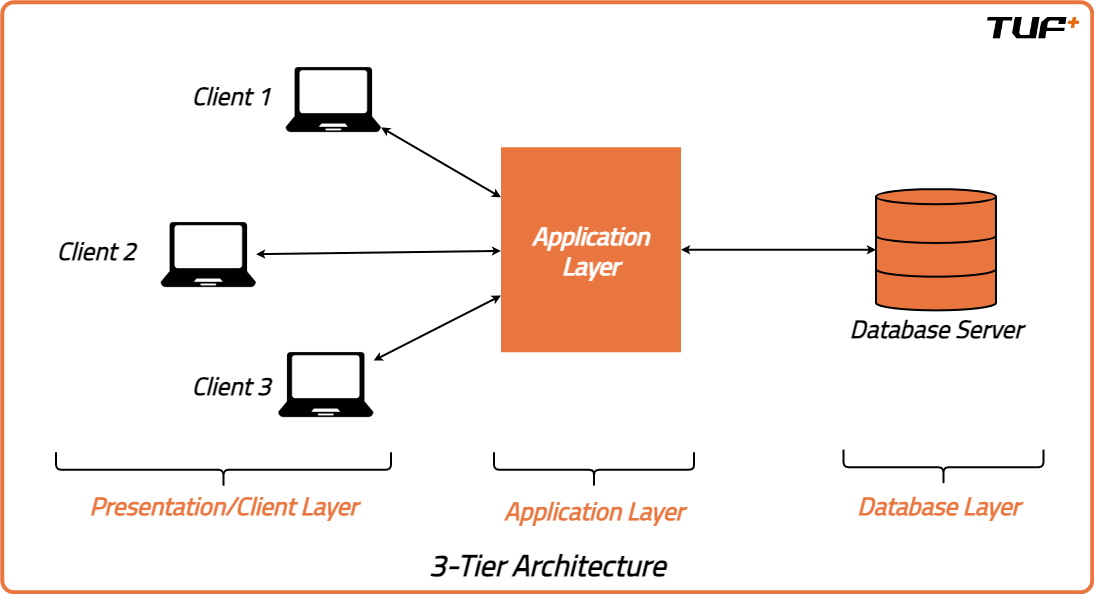 TUF+
Client 1
Client 2
Client 3
Application
Layer
Database Server
Presentation/Client Layer
Application Layer
Database Layer
3-Tier Architecture